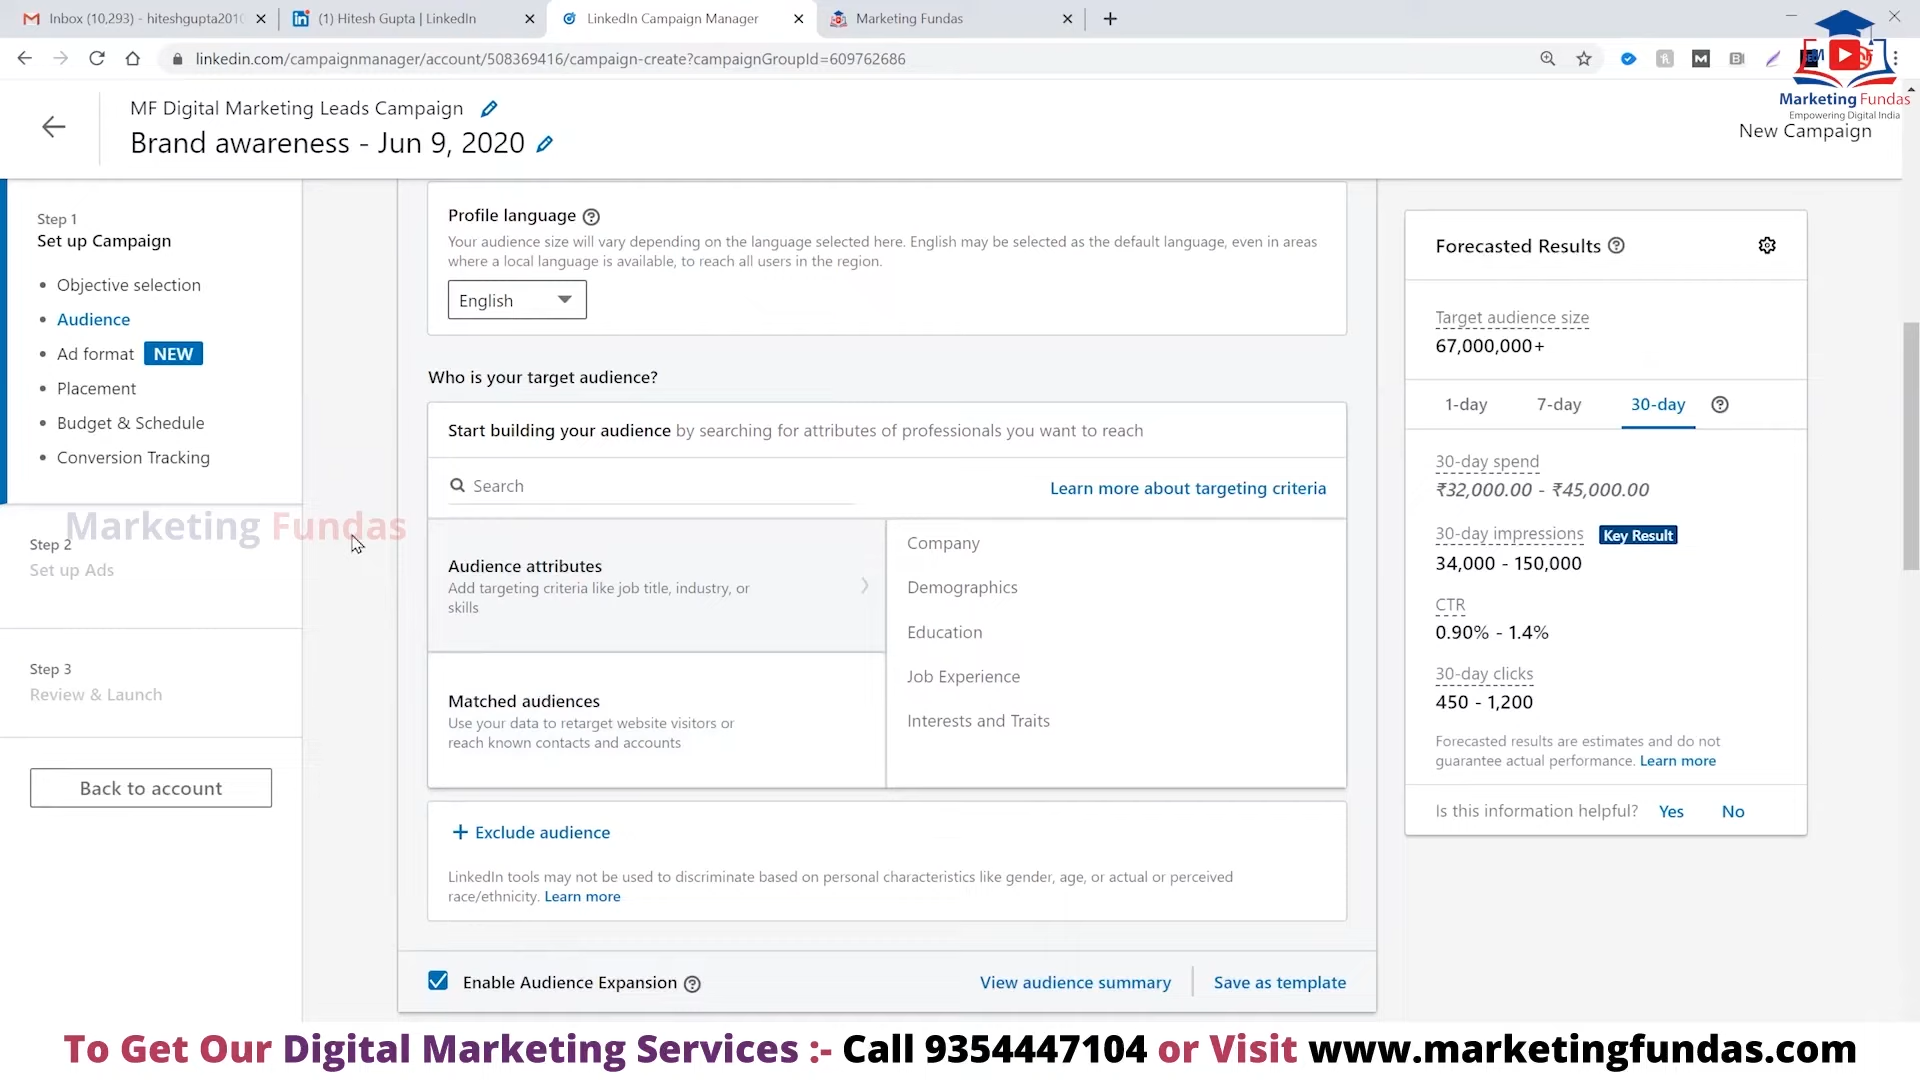 Inbox (10,293) - hiteshgupta201
(1) Hitesh Gupta | LinkedIn
LinkedIn Campaign Manager
Marketing Fundas
linkedin.com/campaignmanager/account/508369416/campaign-create?campaignGroupId=609762686
Marketing Fundas
Empowering Digital India
MF Digital Marketing Leads Campaign
Brand awareness - Jun 9, 2020
New Campaign
Step 1
Set up Campaign
Objective selection
Audience
Ad format NEW
Placement
Budget & Schedule
Conversion Tracking
Marketing Fundas
Step 2
Set up Ads
Step 3
Review & Launch
Back to account
Profile language
Your audience size will vary depending on the language selected here. English may be selected as the default language, even in areas
where a local language is available, to reach all users in the region.
English
Who is your target audience?
Start building your audience by searching for attributes of professionals you want to reach
Search
Learn more about targeting criteria
Audience attributes
Add targeting criteria like job title, industry, or
skills
Matched audiences
Use your data to retarget website visitors or
reach known contacts and accounts
Company
Demographics
Education
Job Experience
Interests and Traits
+ Exclude audience
LinkedIn tools may not be used to discriminate based on personal characteristics like gender, age, or actual or perceived
race/ethnicity. Learn more
Enable Audience Expansion
View audience summary
Save as template
Forecasted Results
Target audience size
67,000,000+
1-day 7-day 30-day
30-day spend
₹32,000.00 - ₹45,000.00
30-day impressions Key Result
34,000 - 150,000
CTR
0.90% - 1.4%
30-day clicks
450 - 1,200
Forecasted results are estimates and do not
guarantee actual performance. Learn more
Is this information helpful? Yes No
To Get Our Digital Marketing Services :- Call 9354447104 or Visit www.marketingfundas.com